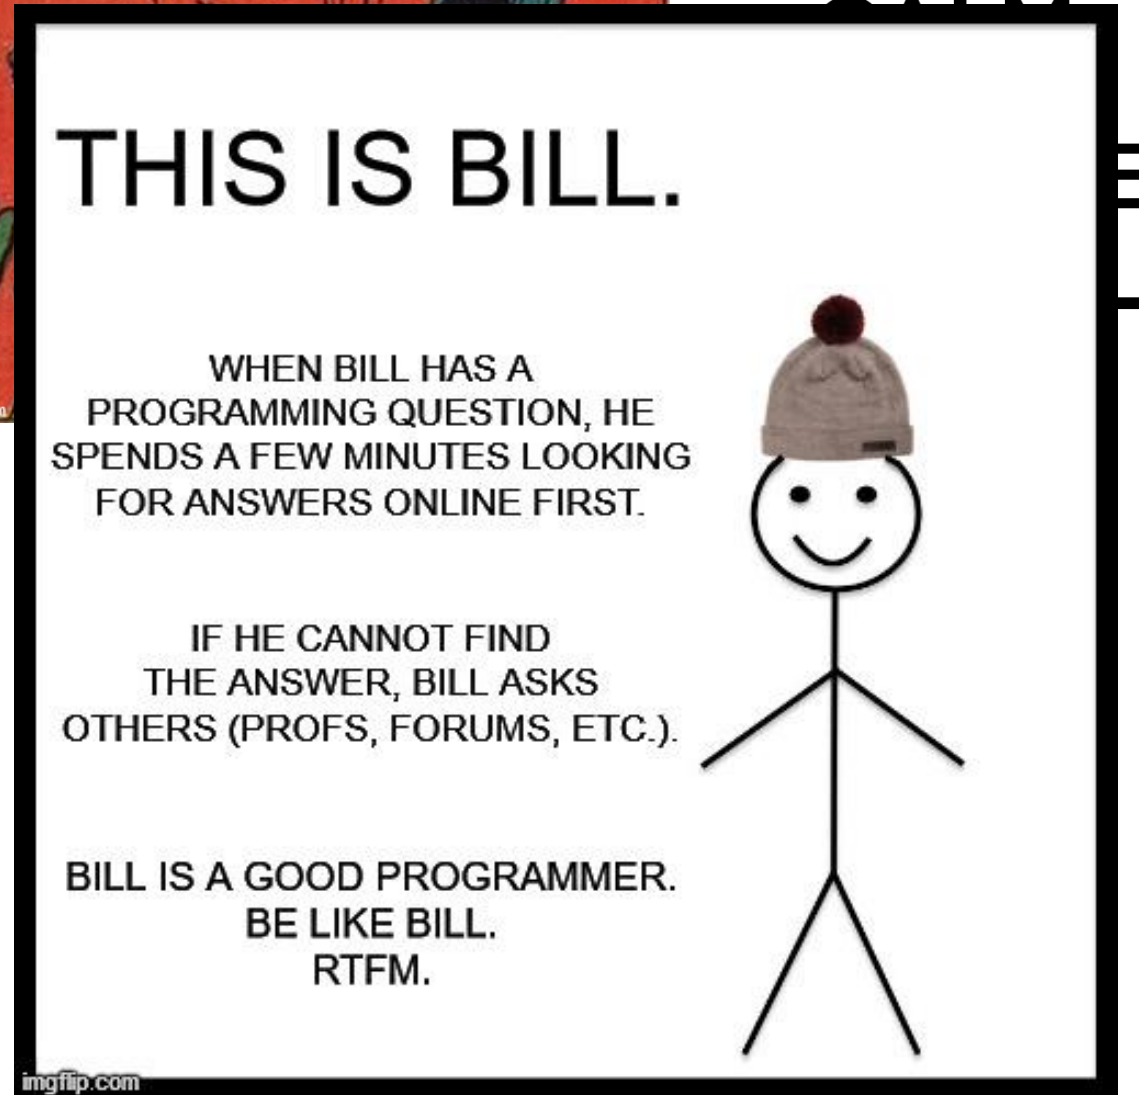 THIS IS BILL.
WHEN BILL HAS A
PROGRAMMING QUESTION, HE
SPENDS A FEW MINUTES LOOKING
FOR ANSWERS ONLINE FIRST.
IF HE CANNOT FIND
THE ANSWER, BILL ASKS
OTHERS (PROFS, FORUMS, ETC.).
BILL IS A GOOD PROGRAMMER.
BE LIKE BILL.
RTFM.
imgflip.com